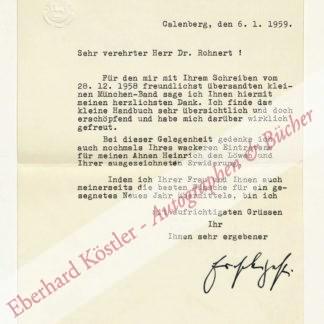 Calenberg, den 6. 1. 1959.
Sehr verehrter Herr Dr. Rohnert !
Für den mir mit Ihrem Schreiben vom
28. 12. 1958 freundlichst übersandten klei-
nen München-Band sage ich Ihnen hiermit
meinen herzlichsten Dank. Ich finde das
kleine Handbuch sehr übersichtlich und doch
erschöpfend und habe mich darüber wirklich
gefreut.
Bei dieser Gelegenheit gedenke ich
auch nochmals Ihres wackeren
für meinen Ahnen Heinrich den Löwen und
Ihrer ausgezeichneten Erwiderung.
Indem ich Ihrer Frau und Ihnen auch
meinerseits die besten Wünsche für ein ge-
segnetes Neues Jahr übermittele, bin ich
mit aufrichtigsten Grüssen
Ihr
Ihnen sehr ergebener
Eberhard Köstler - Autographen & Bücher